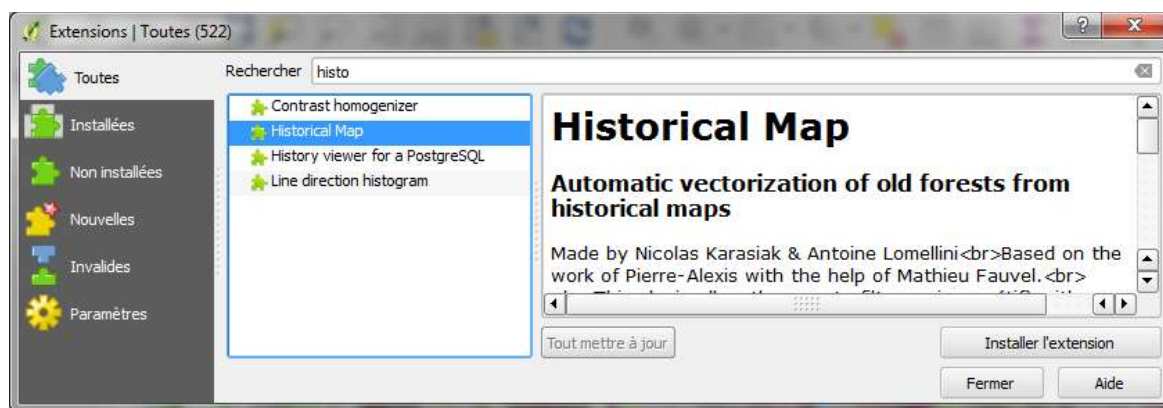 Extensions | Toutes (522)
Toutes
Installées
Non installées
Nouvelles
Invalides
Paramètres
Rechercher histo
Contrast homogenizer
Historical Map
History viewer for a PostgreSQL
Line direction histogram
Historical Map
Automatic vectorization of old forests from
historical maps
Made by Nicolas Karasiak & Antoine Lomellini<br>Based on the
work of Pierre-Alexis with the help of Mathieu Fauvel.<br>
Tout mettre à jour
Installer l'extension
Fermer
Aide